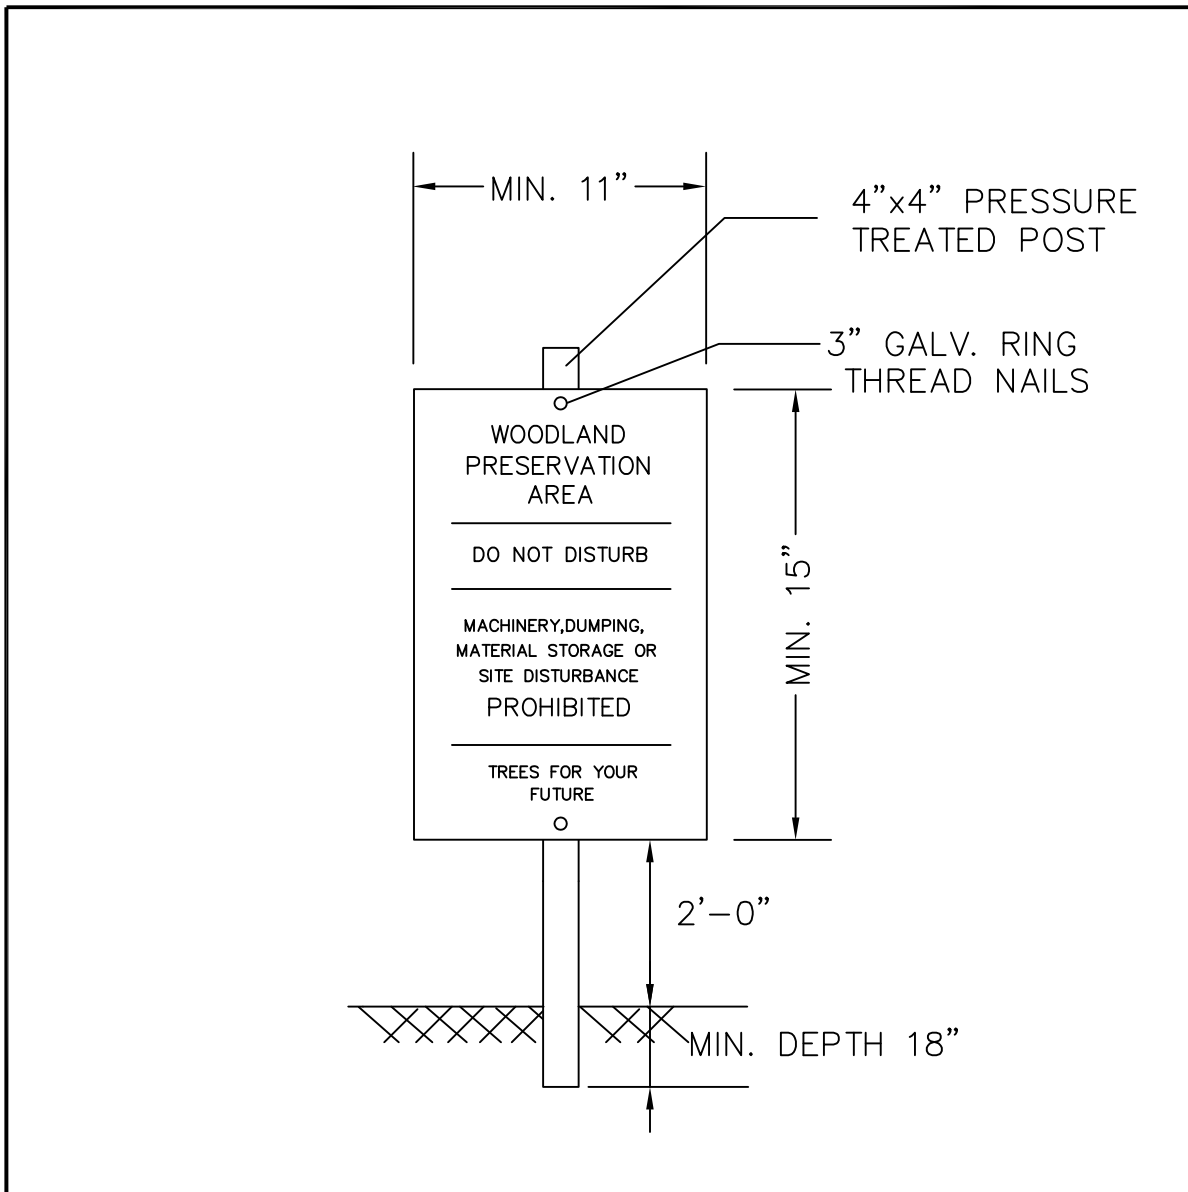 MIN. 11”
4”x4” PRESSURE
TREATED POST
3” GALV. RING
THREAD NAILS
WOODLAND
PRESERVATION
AREA
DO NOT DISTURB
MACHINERY,DUMPING,
MATERIAL STORAGE OR
SITE DISTURBANCE
PROHIBITED
TREES FOR YOUR
FUTURE
MIN. 15”
2’-0”
MIN. DEPTH 18”